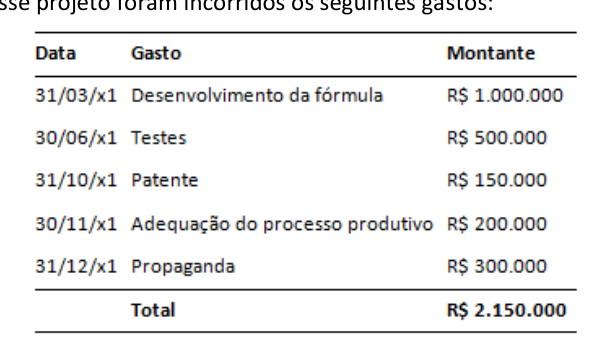 sse projeto foram incorridos os seguintes gastos:
Data Gasto Montante
31/03/x1 Desenvolvimento da fórmula R$ 1.000.000
30/06/x1 Testes R$ 500.000
31/10/x1 Patente R$ 150.000
30/11/x1 Adequação do processo produtivo R$ 200.000
31/12/x1 Propaganda R$ 300.000
Total R$ 2.150.000